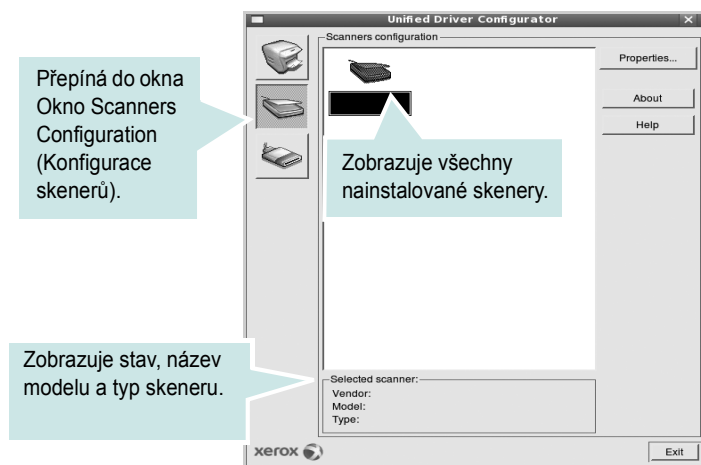 Unified Driver Configurator
Scanners configuration
Properties...
About
Help
Přepíná do okna
Okno Scanners
Configuration
(Konfigurace
skenerů).
Zobrazuje všechny
nainstalované skenery.
Zobrazuje stav, název
modelu a typ skeneru.
Selected scanner:
Vendor:
Model:
Type:
xerox
Exit